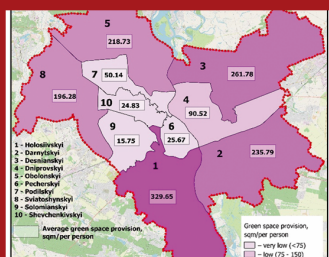 5
218.73
3
261.78
7
50.14
8
196.28
10
24.83
4
90.52
9
15.75
6
25.67
2
235.79
1
329.65
1 - Holosiivskyi
2 - Darnytskyi
3 - Desnianskyi
4 - Dniprovskyi
5 - Obolonskyi
6 - Pecherskyi
7 - Podilskyi
8 - Sviatoshynskyi
9 - Solomianskyi
10 - Shevchenkivskyi
Average green space provision,
sqm/per person
Green space provision,
sqm/per person
– very low (<75)
– low (75 - 150)